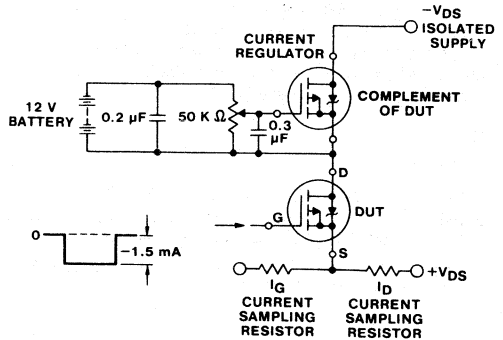 −VDS
ISOLATED
SUPPLY
CURRENT
REGULATOR
12 V
BATTERY
0.2 µF
50 K Ω
0.3
µF
COMPLEMENT
OF DUT
D
DUT
G
S
0
−1.5 mA
+VDS
IG
CURRENT
SAMPLING
RESISTOR
ID
CURRENT
SAMPLING
RESISTOR